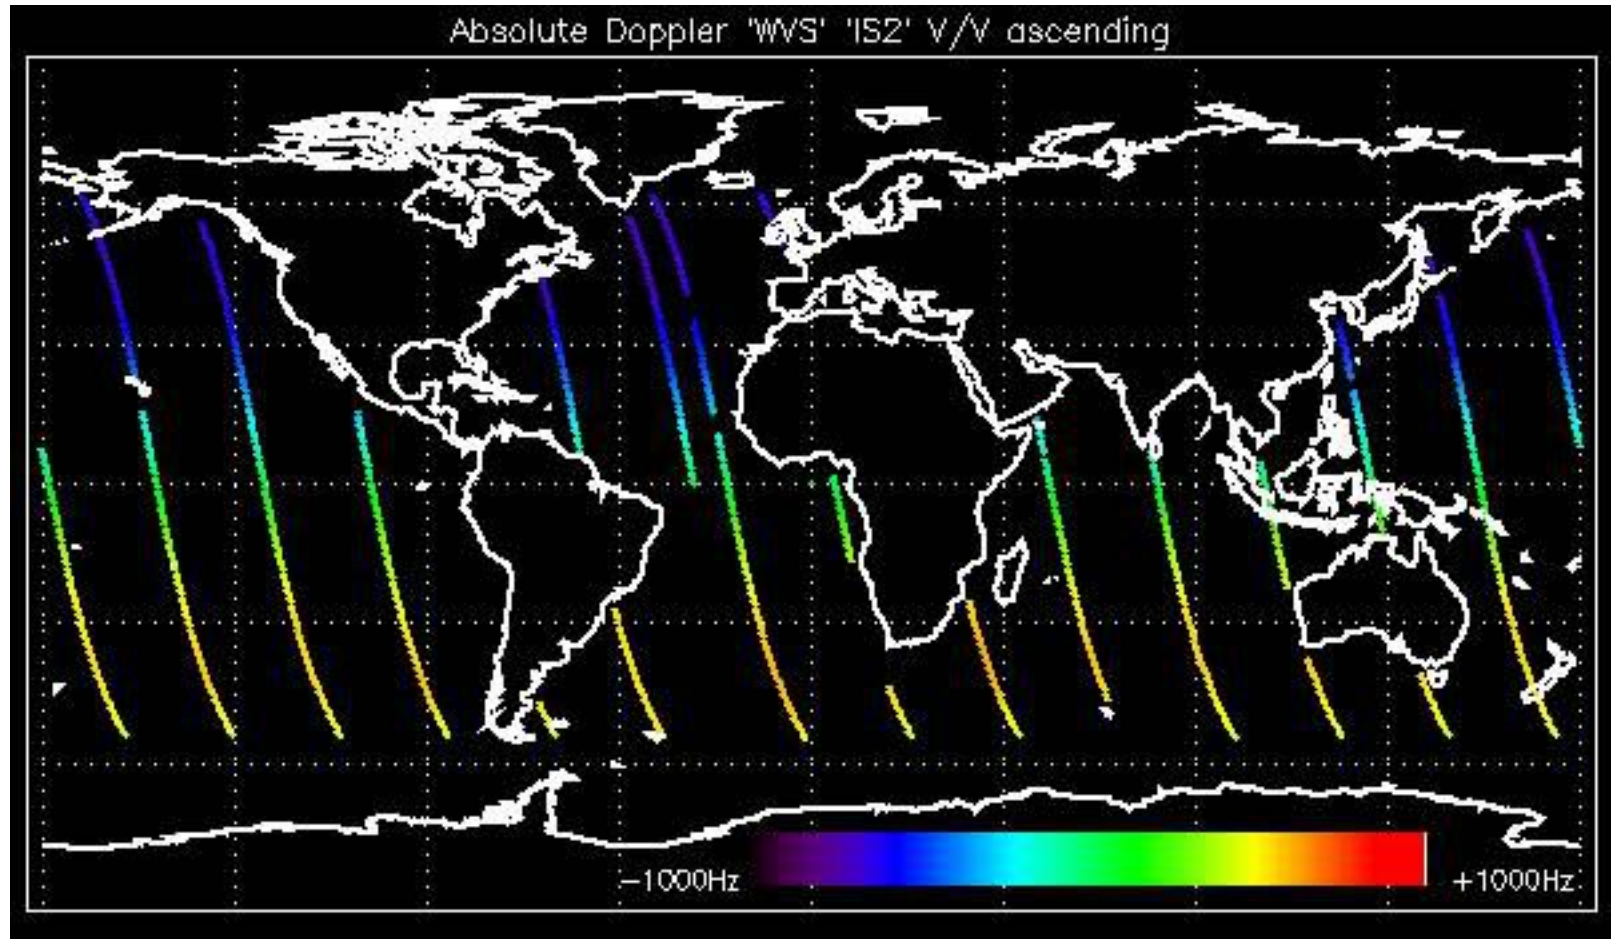 Absolute Doppler 'WVS' 'IS2' V/V ascending
−1000Hz
+1000Hz